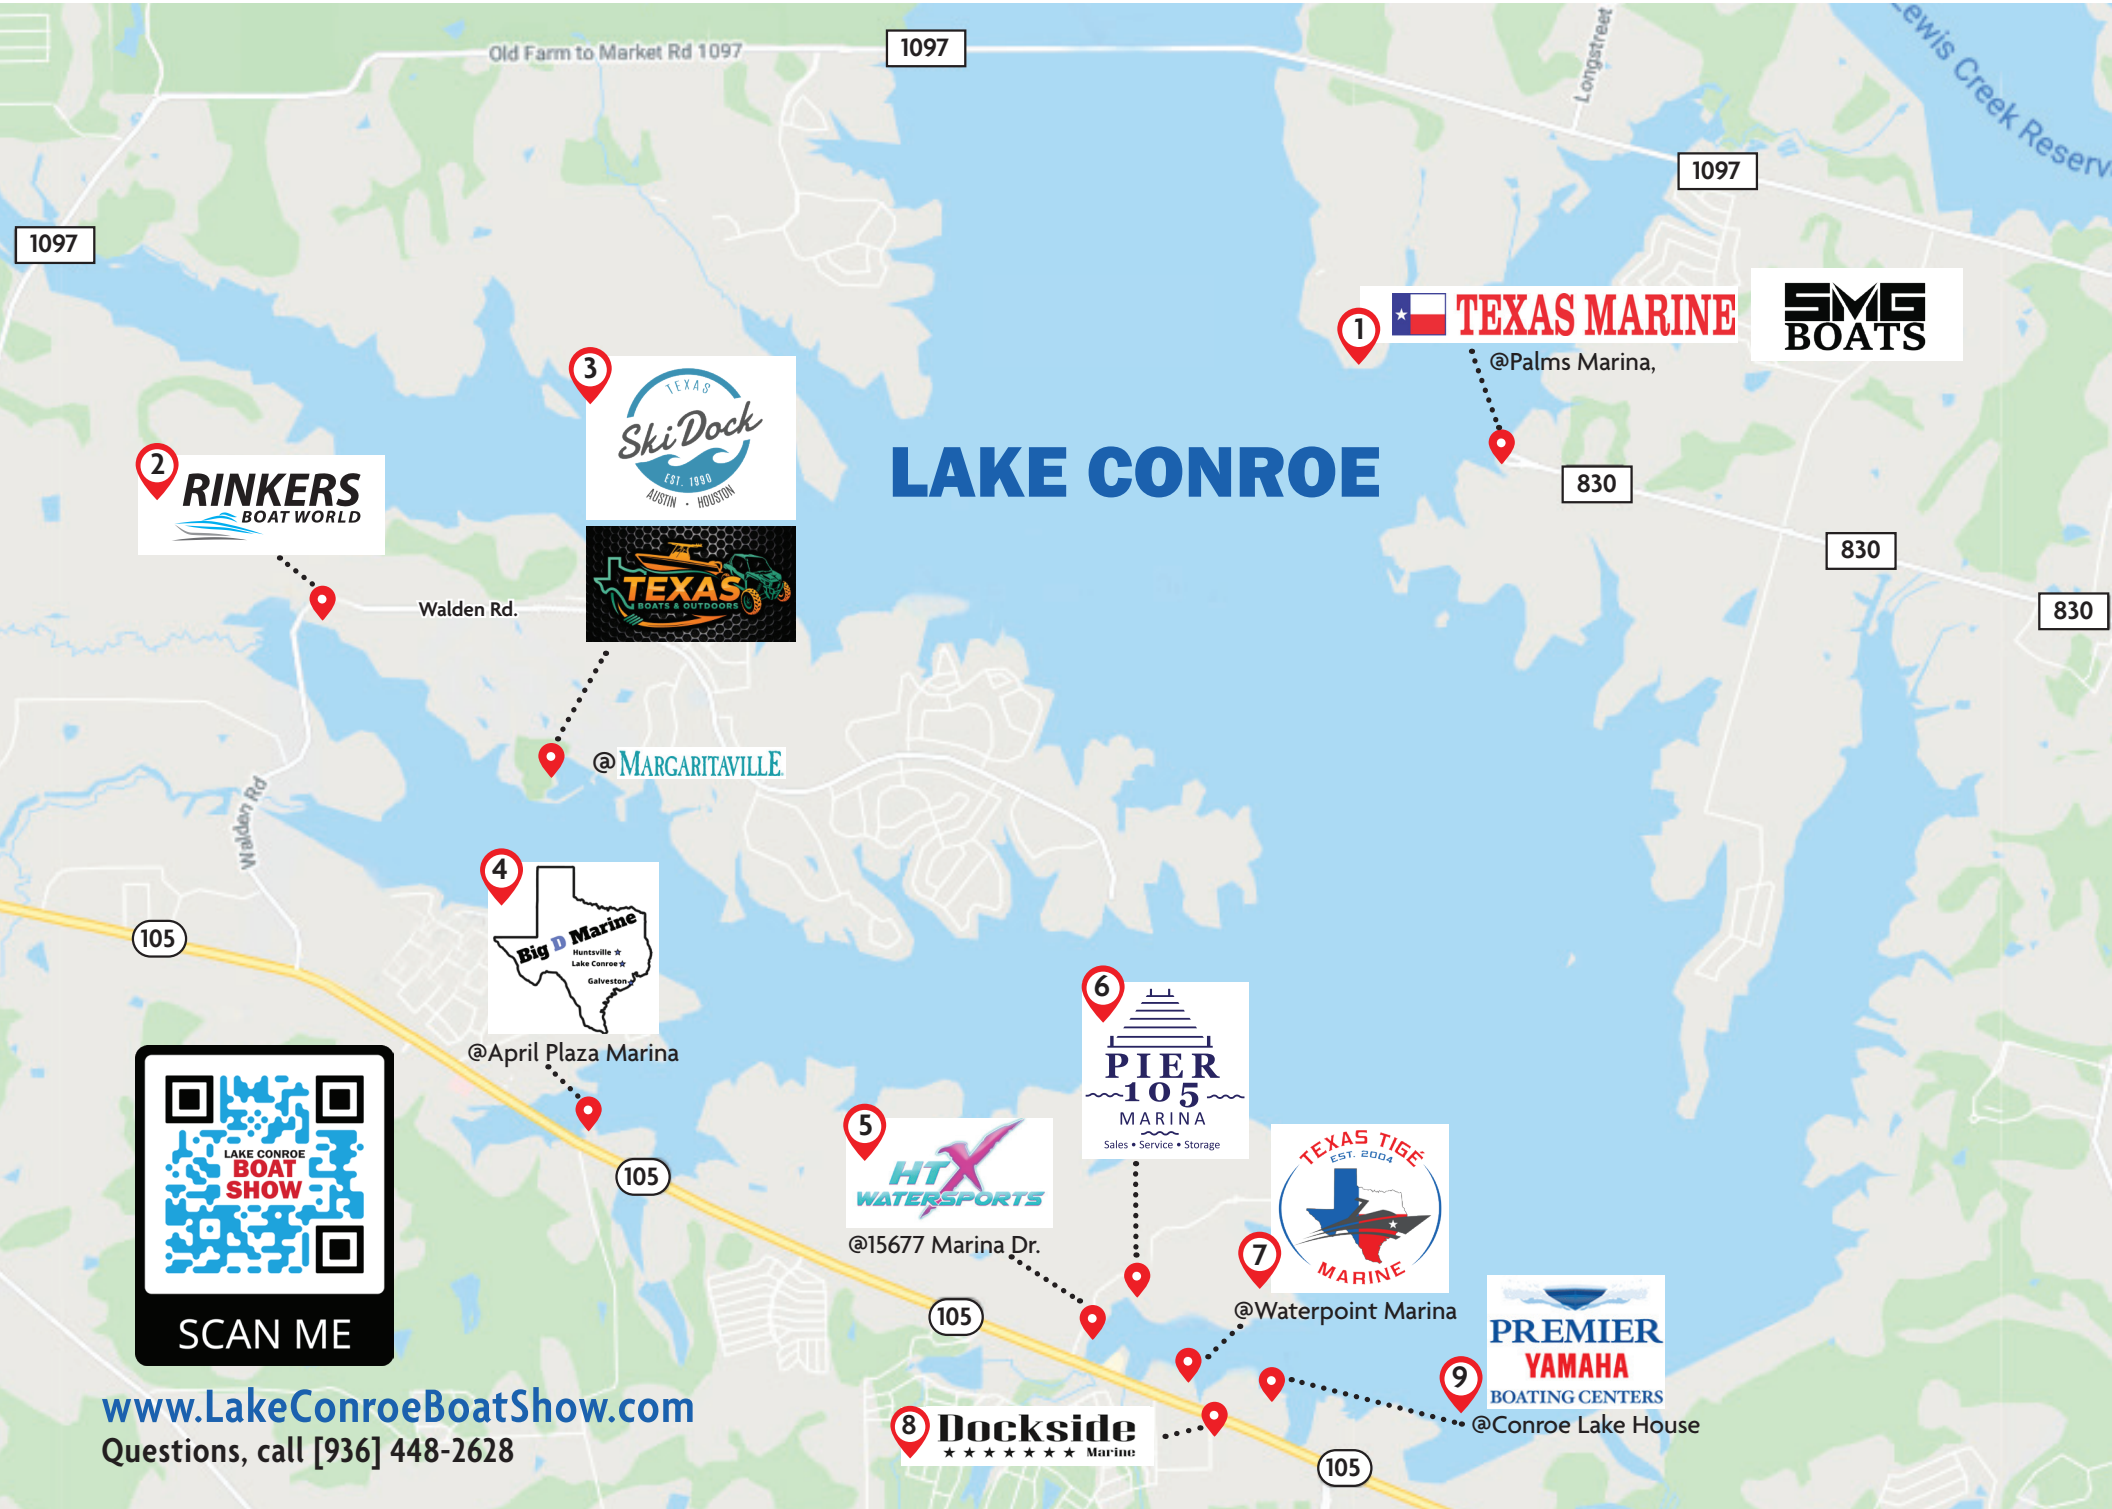 Old Farm to Market Rd 1097
1097
Longstreet
Lewis Creek Reserv
1097
1097
1
TEXAS MARINE
@Palms Marina,
SMG
BOATS
3
TEXAS
Ski Dock
EST. 1990
AUSTIN • HOUSTON
2
RINKERS
BOAT WORLD
LAKE CONROE
830
830
830
TEXAS
BOATS & OUTDOORS
Walden Rd.
@MARGARITAVILLE
Walden Rd
4
Big D Marine
Huntsville
Lake Conroe
Galveston
@April Plaza Marina
105
105
6
PIER
105
MARINA
Sales • Service • Storage
5
HTX
WATERSPORTS
@15677 Marina Dr.
7
TEXAS TIGÉ
EST. 2004
MARINE
@Waterpoint Marina
LAKE CONROE
BOAT
SHOW
SCAN ME
105
9
PREMIER
YAMAHA
BOATING CENTERS
@Conroe Lake House
8
Dockside
Marine
105
www.LakeConroeBoatShow.com
Questions, call [936] 448-2628